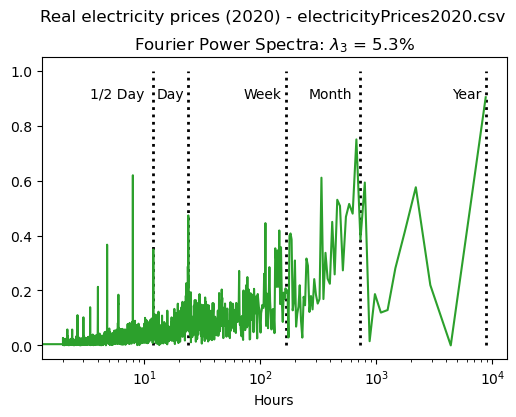 Real electricity prices (2020) - electricityPrices2020.csv
Fourier Power Spectra: λ₃ = 5.3%
1.0
0.8
0.6
0.4
0.2
0.0
1/2 Day
Day
Week
Month
Year
10¹
10²
10³
10⁴
Hours